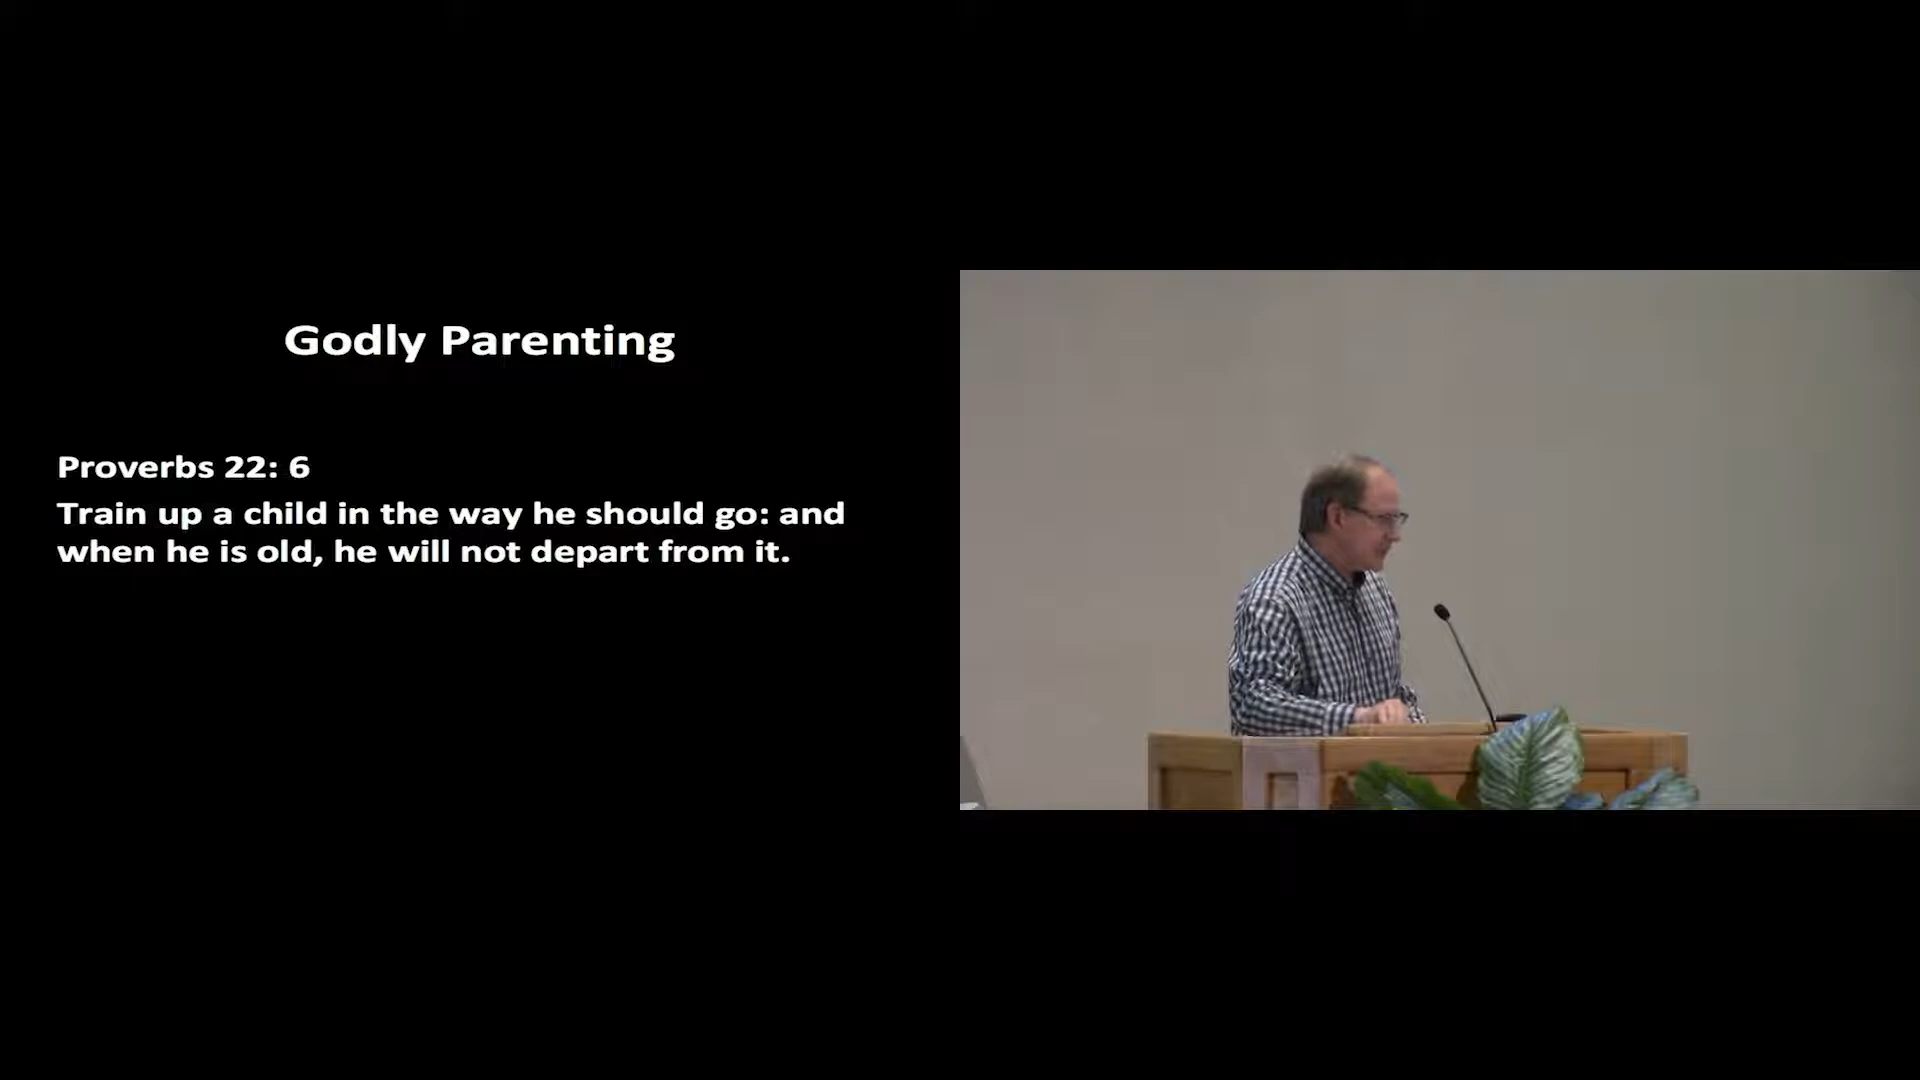 Godly Parenting
Proverbs 22: 6
Train up a child in the way he should go: and
when he is old, he will not depart from it.